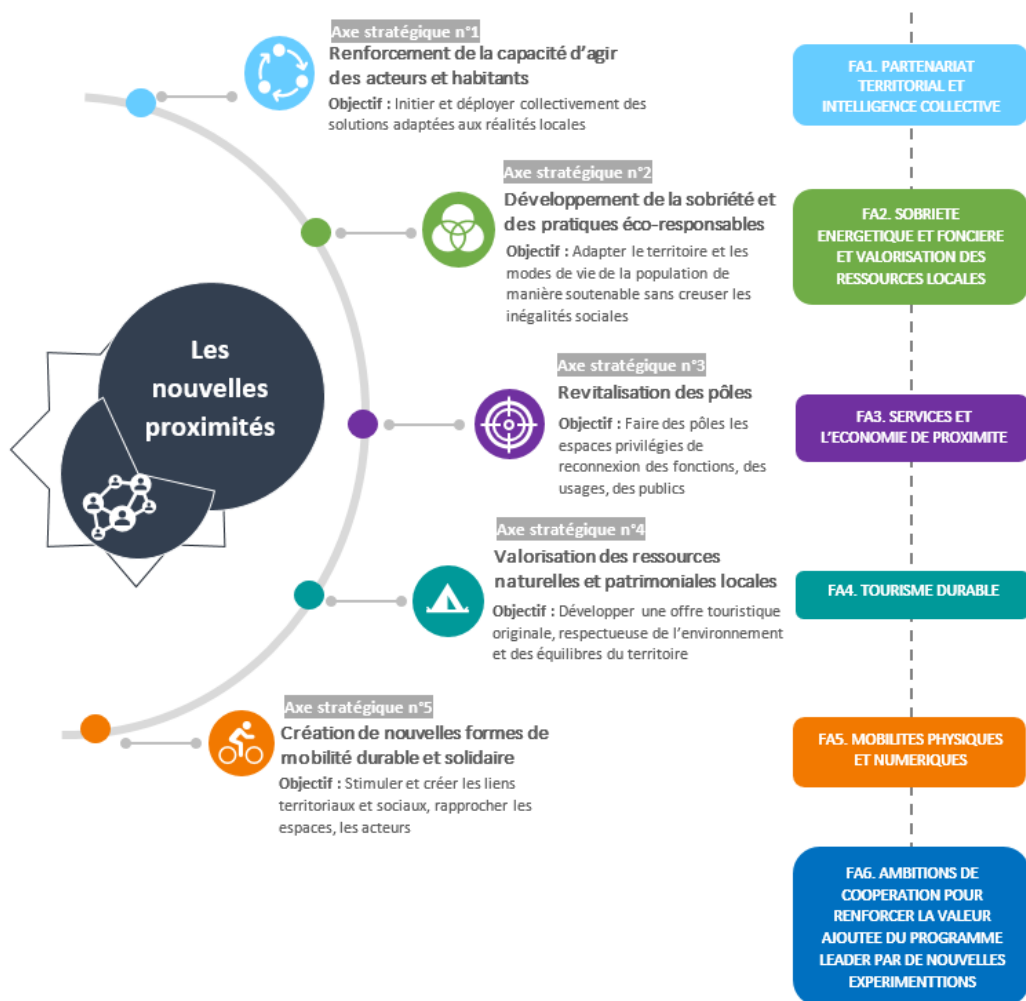 Axe stratégique n°1
Renforcement de la capacité d'agir
des acteurs et habitants
Objectif : Initier et déployer collectivement des
solutions adaptées aux réalités locales
FA1. PARTENARIAT
TERRITORIAL ET
INTELLIGENCE COLLECTIVE
Axe stratégique n°2
Développement de la sobriété et
des pratiques éco-responsables
Objectif : Adapter le territoire et les
modes de vie de la population de
manière soutenable sans creuser les
inégalités sociales
FA2. SOBRIETE
ENERGETIQUE ET FONCIERE
ET VALORISATION DES
RESSOURCES LOCALES
Les
nouvelles
proximités
Axe stratégique n°3
Revitalisation des pôles
Objectif : Faire des pôles les
espaces privilégiés de
reconnexion des fonctions, des
usages, des publics
FA3. SERVICES ET
L'ECONOMIE DE PROXIMITE
Axe stratégique n°4
Valorisation des ressources
naturelles et patrimoniales locales
Objectif : Développer une offre touristique
originale, respectueuse de l'environnement
et des équilibres du territoire
FA4. TOURISME DURABLE
Axe stratégique n°5
Création de nouvelles formes de
mobilité durable et solidaire
Objectif : Stimuler et créer les liens
territoriaux et sociaux, rapprocher les
espaces, les acteurs
FA5. MOBILITES PHYSIQUES
ET NUMERIQUES
FA6. AMBITIONS DE
COOPERATION POUR
RENFORCER LA VALEUR
AJOUTEE DU PROGRAMME
LEADER PAR DE NOUVELLES
EXPERIMENTTIONS